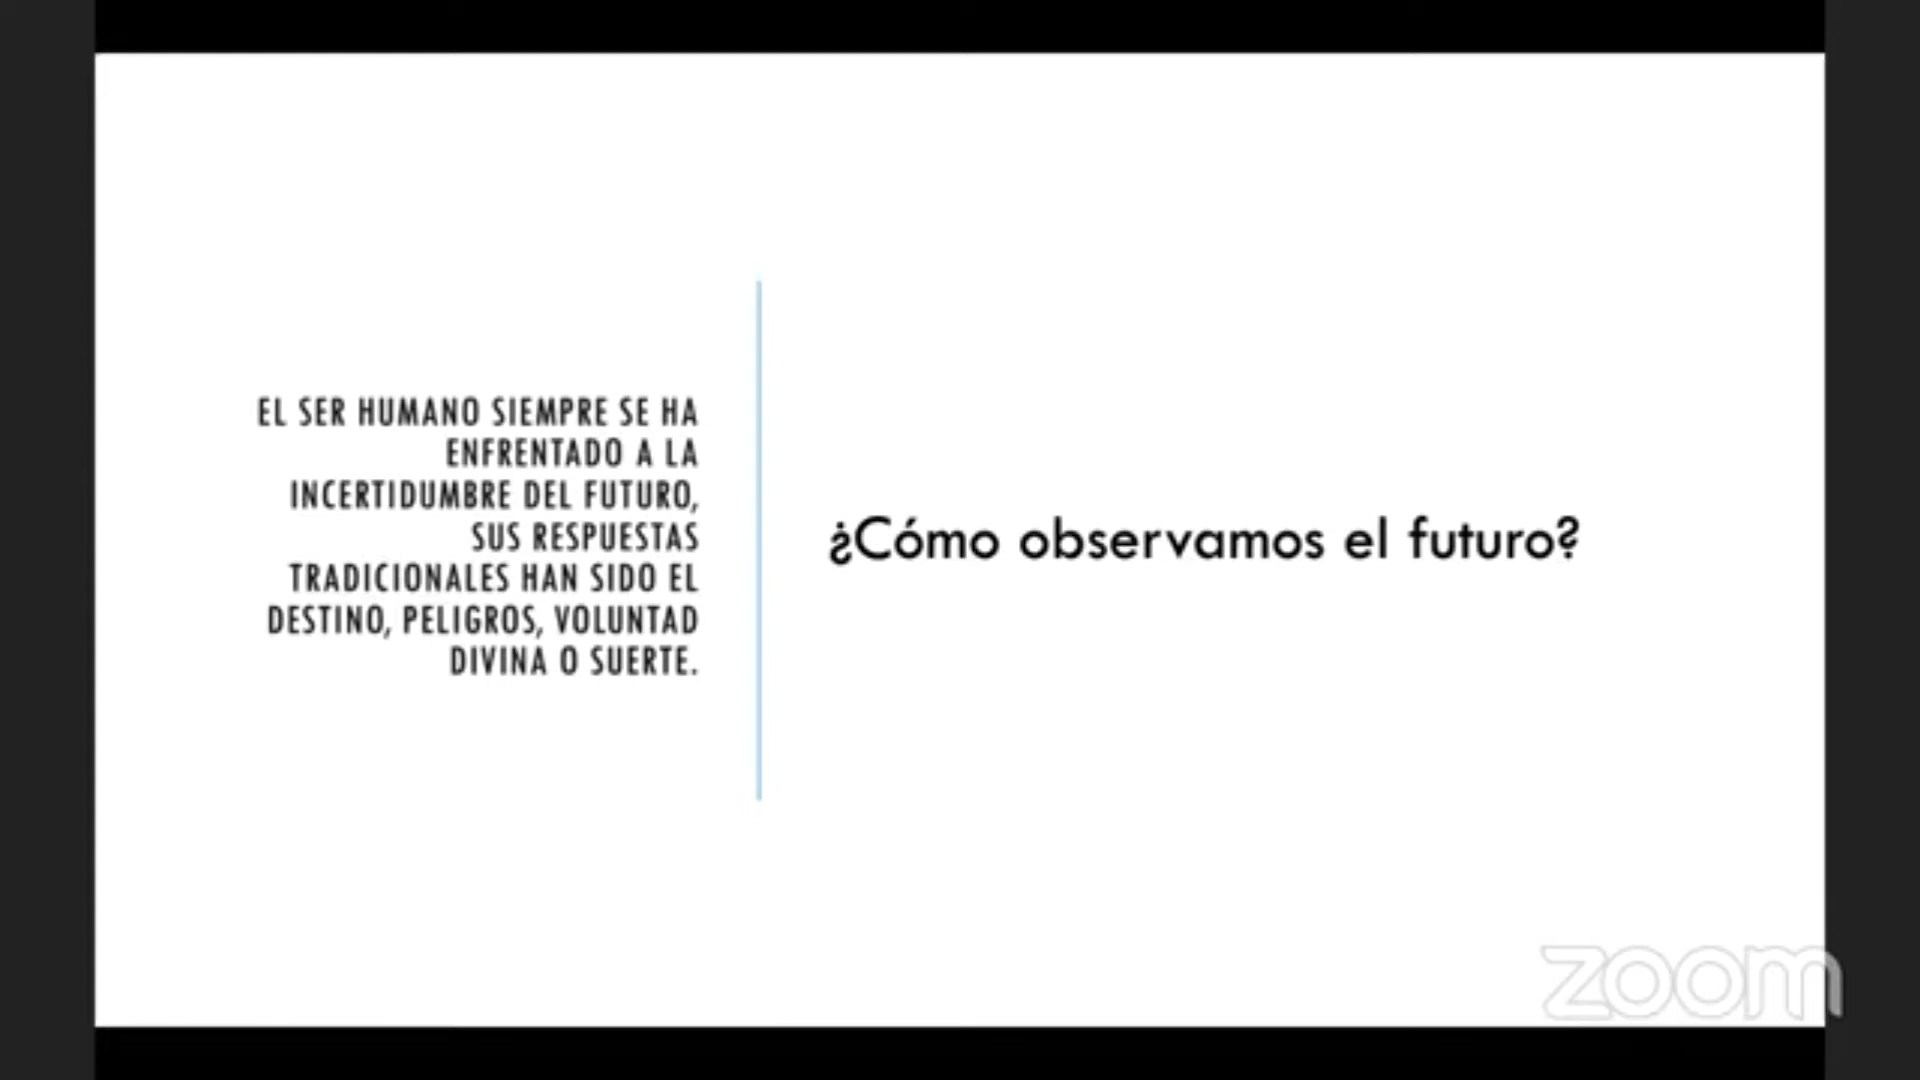 EL SER HUMANO SIEMPRE SE HA
ENFRENTADO A LA
INCERTIDUMBRE DEL FUTURO,
SUS RESPUESTAS
TRADICIONALES HAN SIDO EL
DESTINO, PELIGROS, VOLUNTAD
DIVINA O SUERTE.
¿Cómo observamos el futuro?
zoom